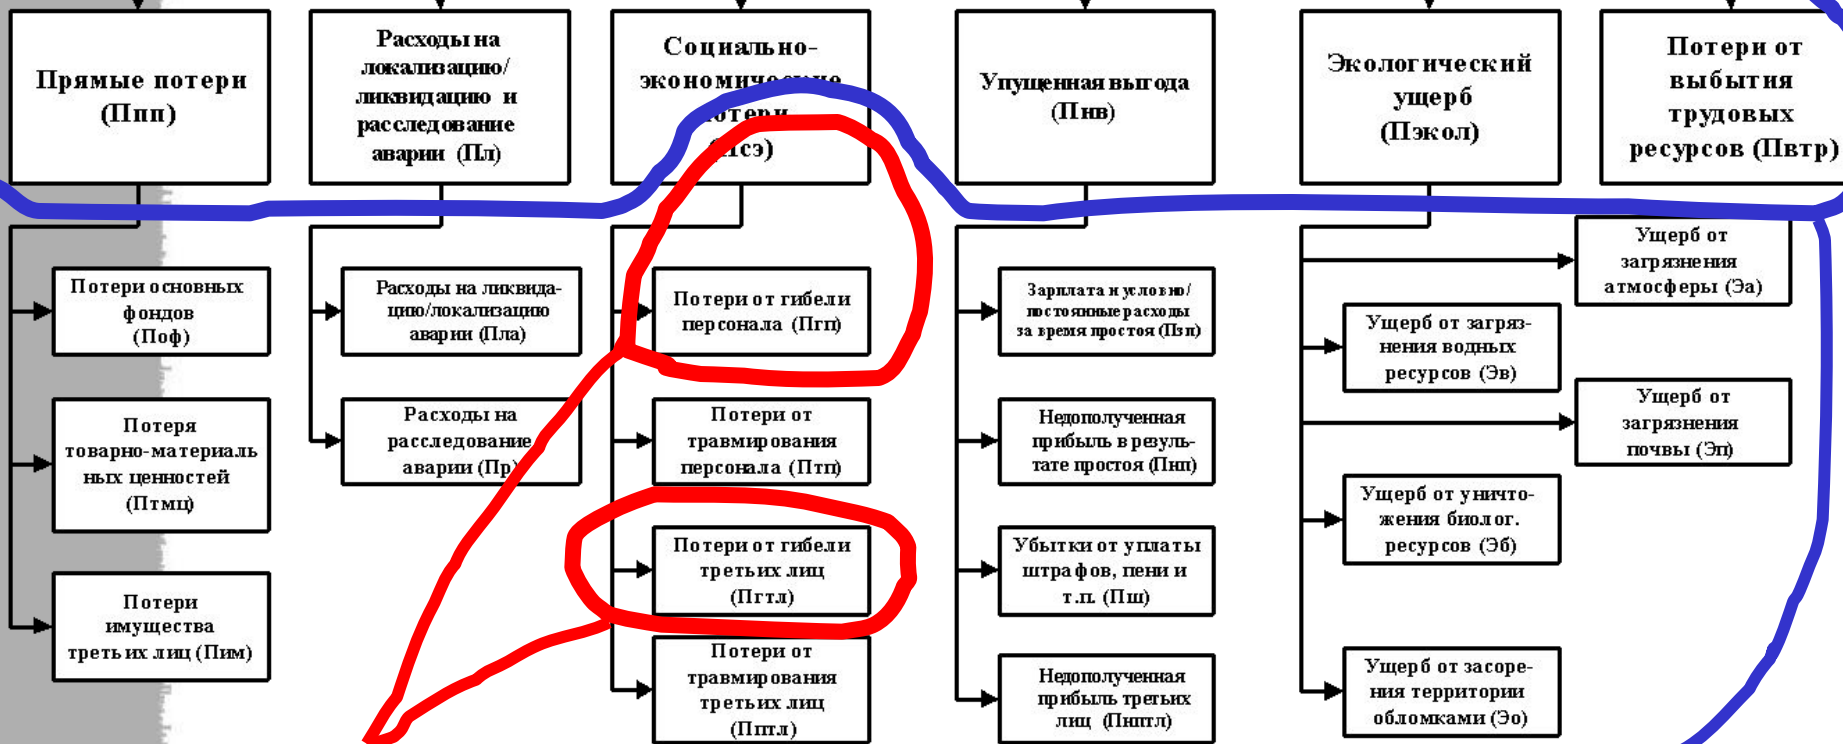 Прямые потери
(Ппп)
Расходы на
локализацию/
ликвидацию и
расследование
аварии (Пл)
Социально-
экономические
потери
(Псэ)
Упущенная выгода
(Пнв)
Экологический
ущерб
(Пэкол)
Потери от
выбытия
трудовых
ресурсов (Пвтр)
Потери основных
фондов
(Поф)
Потеря
товарно-материаль
ных ценностей
(Птмц)
Потери
имущества
третьих лиц (Пим)
Расходы на ликвида-
цию/локализацию
аварии (Пла)
Расходы на
расследование
аварии (Пр)
Потери от гибели
персонала (Пгп)
Потери от
травмирования
персонала (Птп)
Потери от гибели
третьих лиц
(Пгтл)
Потери от
травмирования
третьих лиц
(Пттл)
Зарплата и условно/
постоянные расходы
за время простоя (Пзп)
Недополученная
прибыль в резуль-
тате простоя (Пнп)
Убытки от уплаты
штрафов, пени и
т.п. (Пш)
Недополученная
прибыль третьих
лиц (Пнптл)
Ущерб от
загрязнения
атмосферы (Эа)
Ущерб от загряз-
нения водных
ресурсов (Эв)
Ущерб от
загрязнения
почвы (Эп)
Ущерб от уничто-
жения биолог.
ресурсов (Эб)
Ущерб от засоре-
ния территории
обломками (Эо)